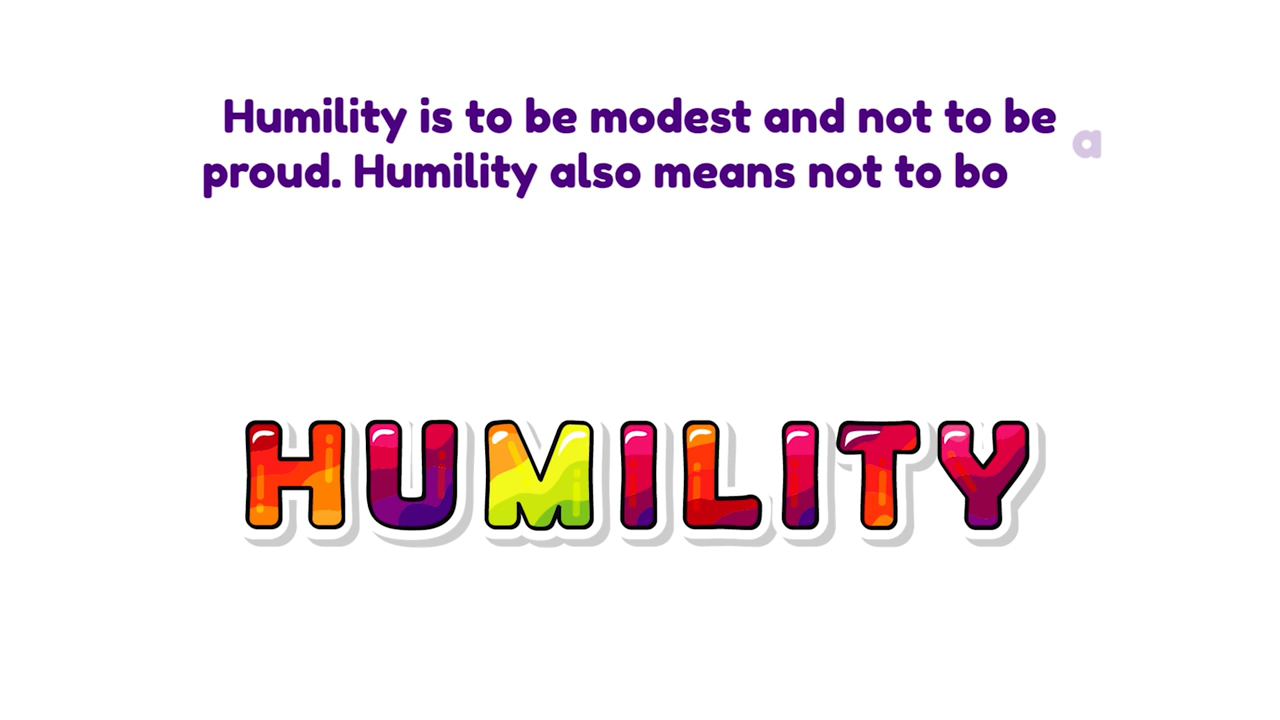 Humility is to be modest and not to be
proud. Humility also means not to bo
a
HUMILITY